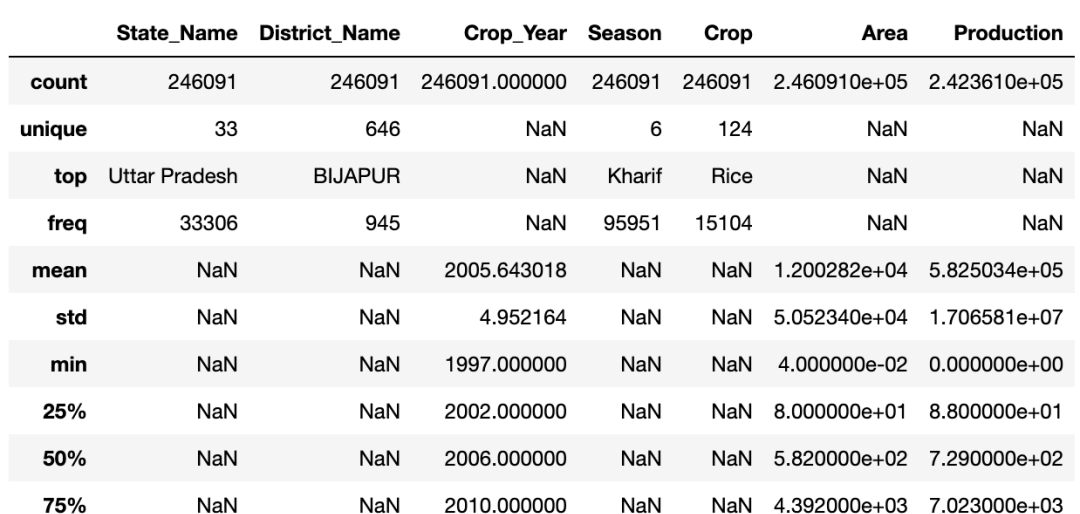 State_Name District_Name Crop_Year Season Crop Area Production
count 246091 246091 246091.000000 246091 246091 2.460910e+05 2.423610e+05
unique 33 646 NaN 6 124 NaN NaN
top Uttar Pradesh BIJAPUR NaN Kharif Rice NaN NaN
freq 33306 945 NaN 95951 15104 NaN NaN
mean NaN NaN 2005.643018 NaN NaN 1.200282e+04 5.825034e+05
std NaN NaN 4.952164 NaN NaN 5.052340e+04 1.706581e+07
min NaN NaN 1997.000000 NaN NaN 4.000000e-02 0.000000e+00
25% NaN NaN 2002.000000 NaN NaN 8.000000e+01 8.800000e+01
50% NaN NaN 2006.000000 NaN NaN 5.820000e+02 7.290000e+02
75% NaN NaN 2010.000000 NaN NaN 4.392000e+03 7.023000e+03